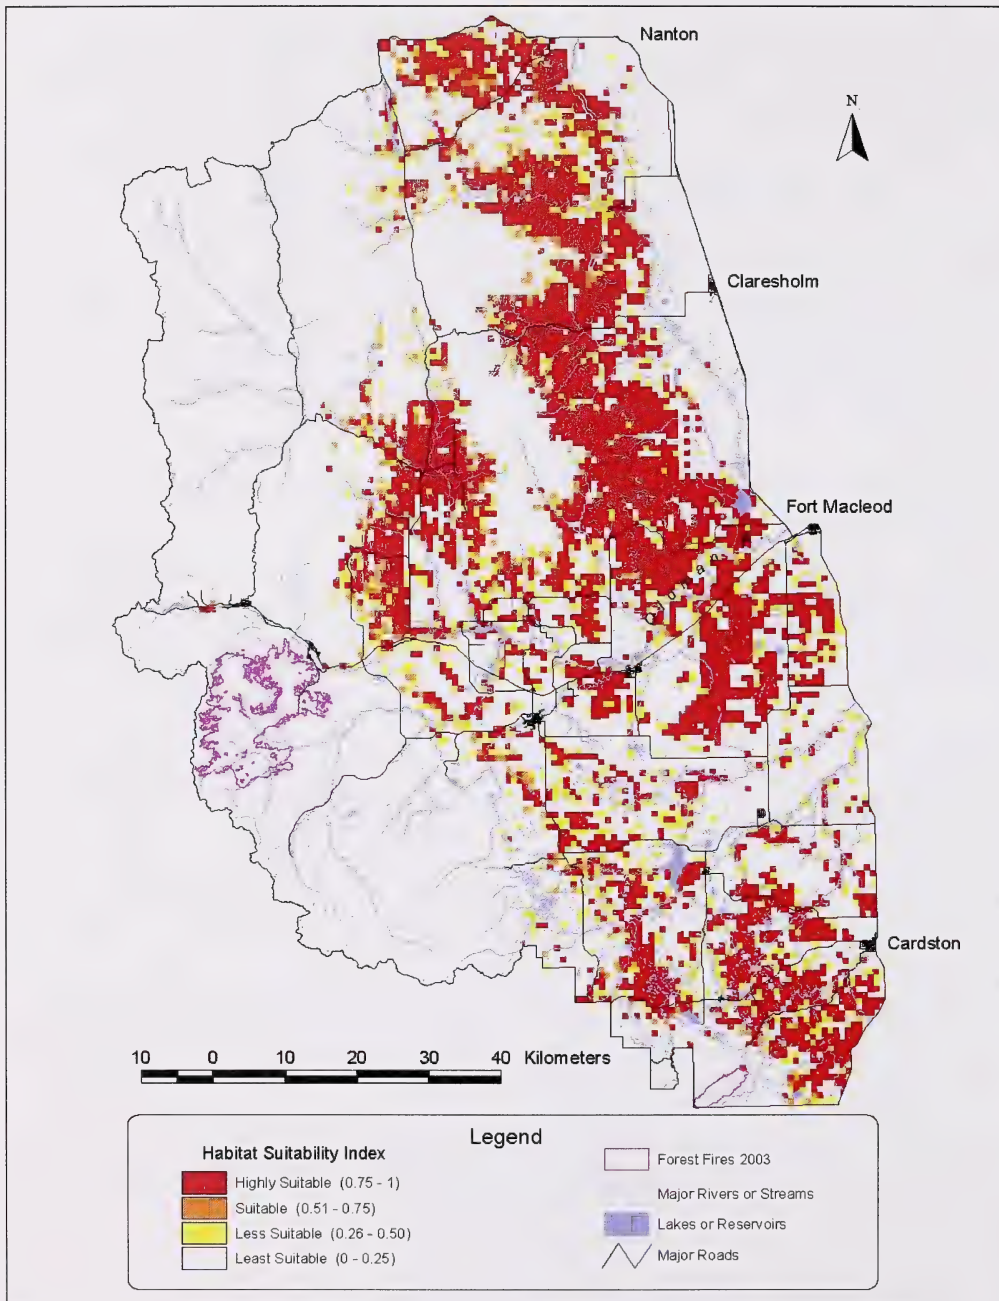 Nanton
N
Claresholm
Fort Macleod
Cardston
10 0 10 20 30 40 Kilometers
Legend
Habitat Suitability Index
Highly Suitable (0.75 - 1)
Suitable (0.51 - 0.75)
Less Suitable (0.26 - 0.50)
Least Suitable (0 - 0.25)
Forest Fires 2003
Major Rivers or Streams
Lakes or Reservoirs
Major Roads